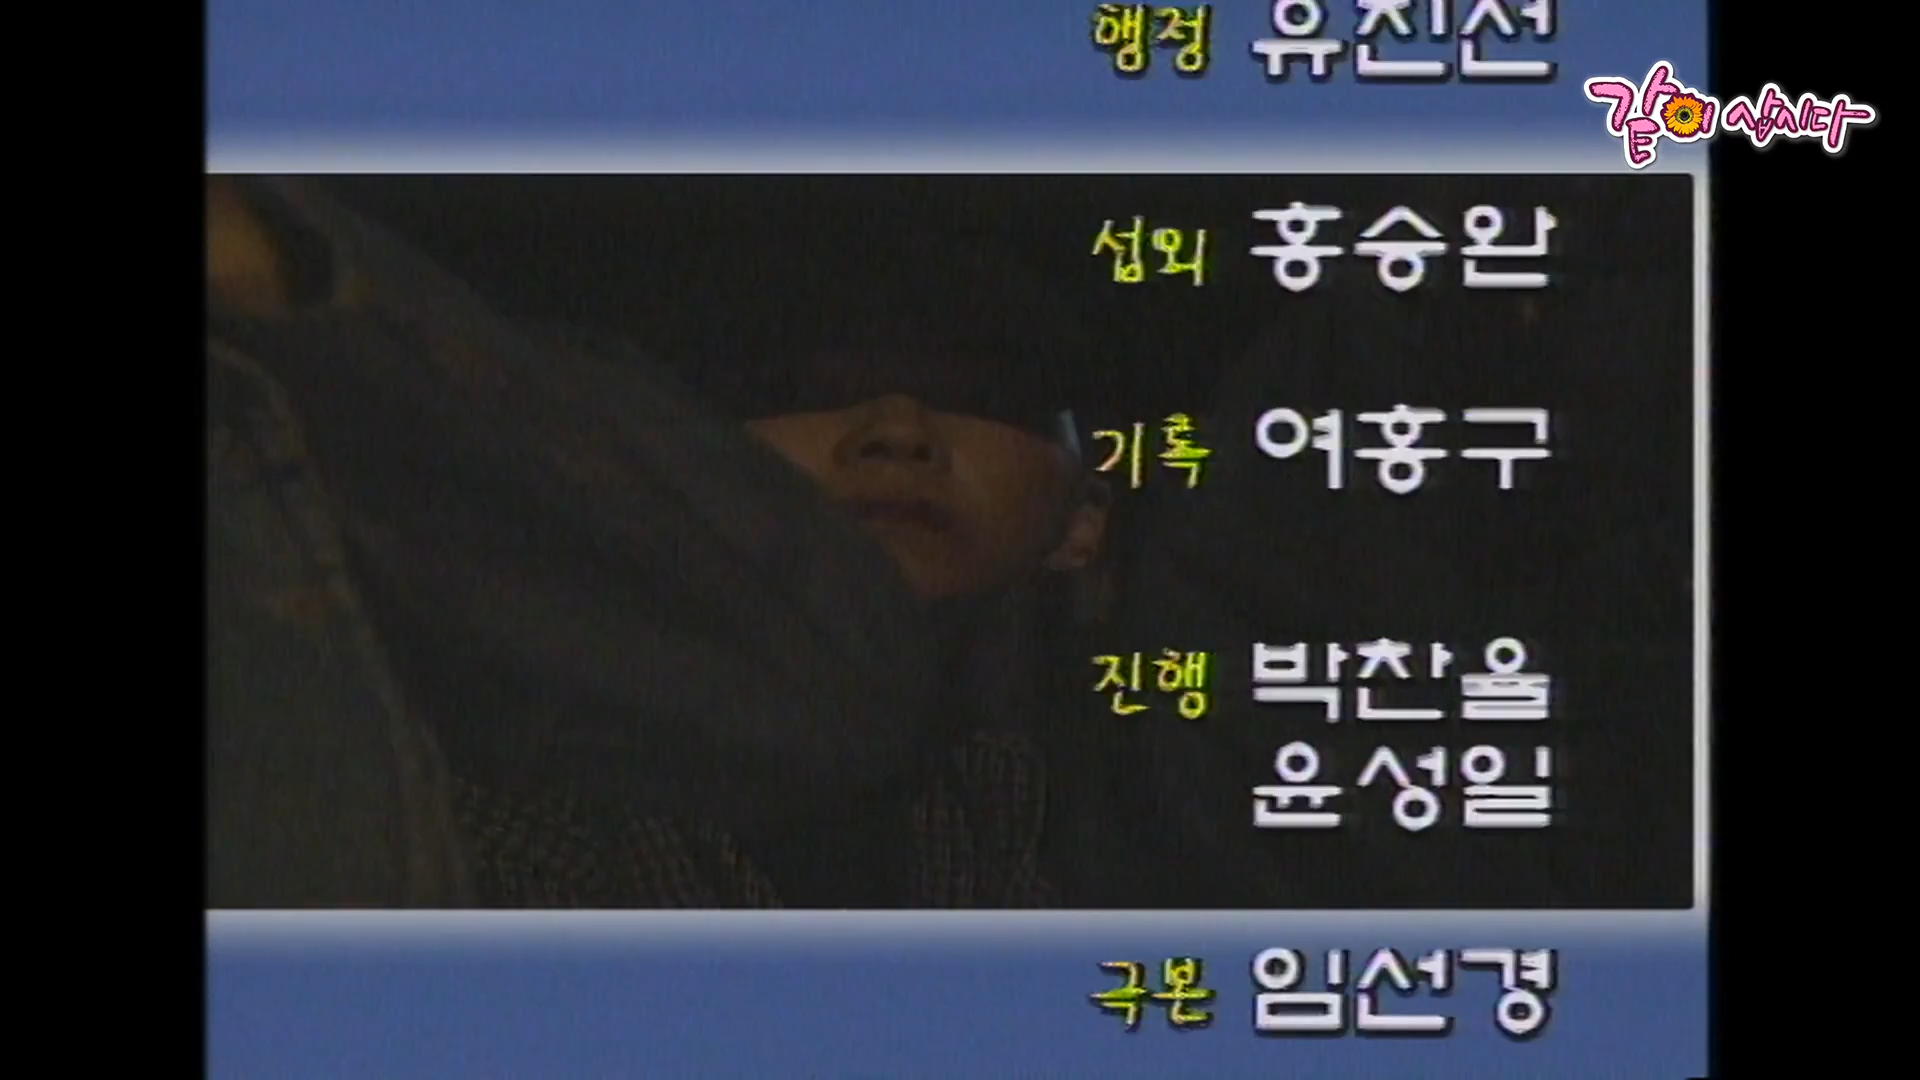 행정 유진선
같이 삽시다
섭외 홍승완
기록 여홍구
진행 박찬율
윤성일
극본 임선경